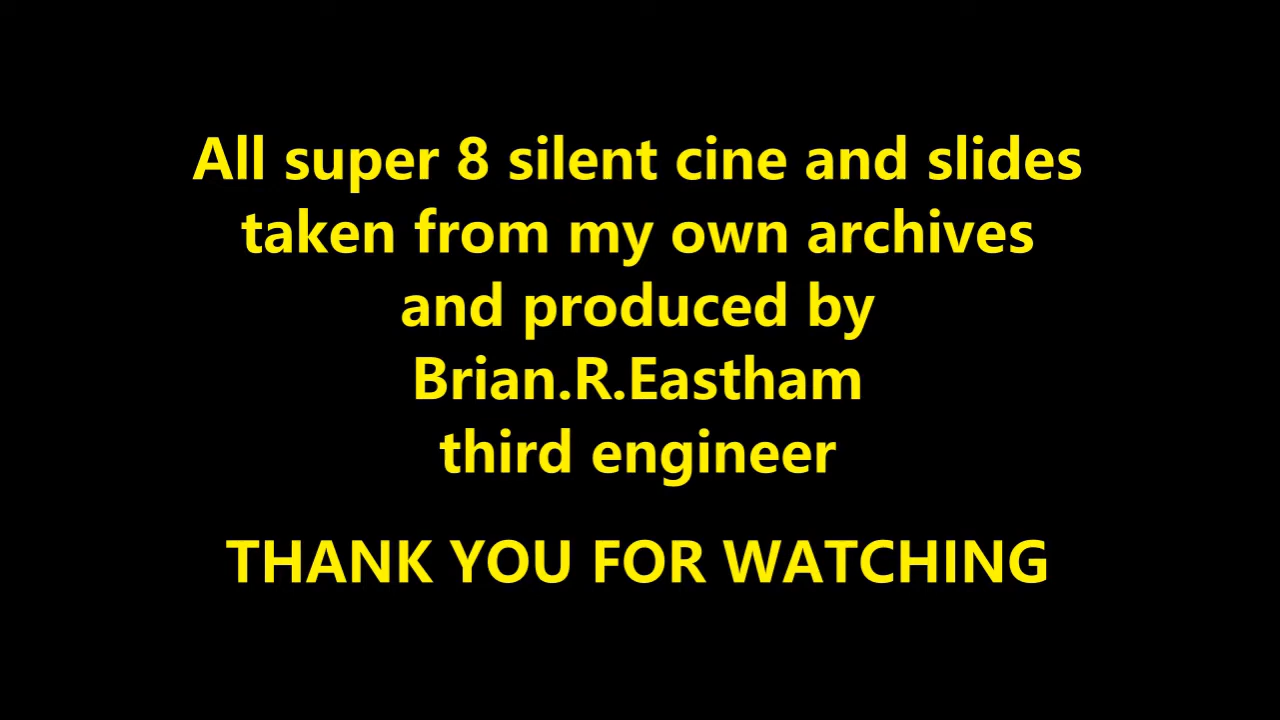 All super 8 silent cine and slides
taken from my own archives
and produced by
Brian.R.Eastham
third engineer
THANK YOU FOR WATCHING